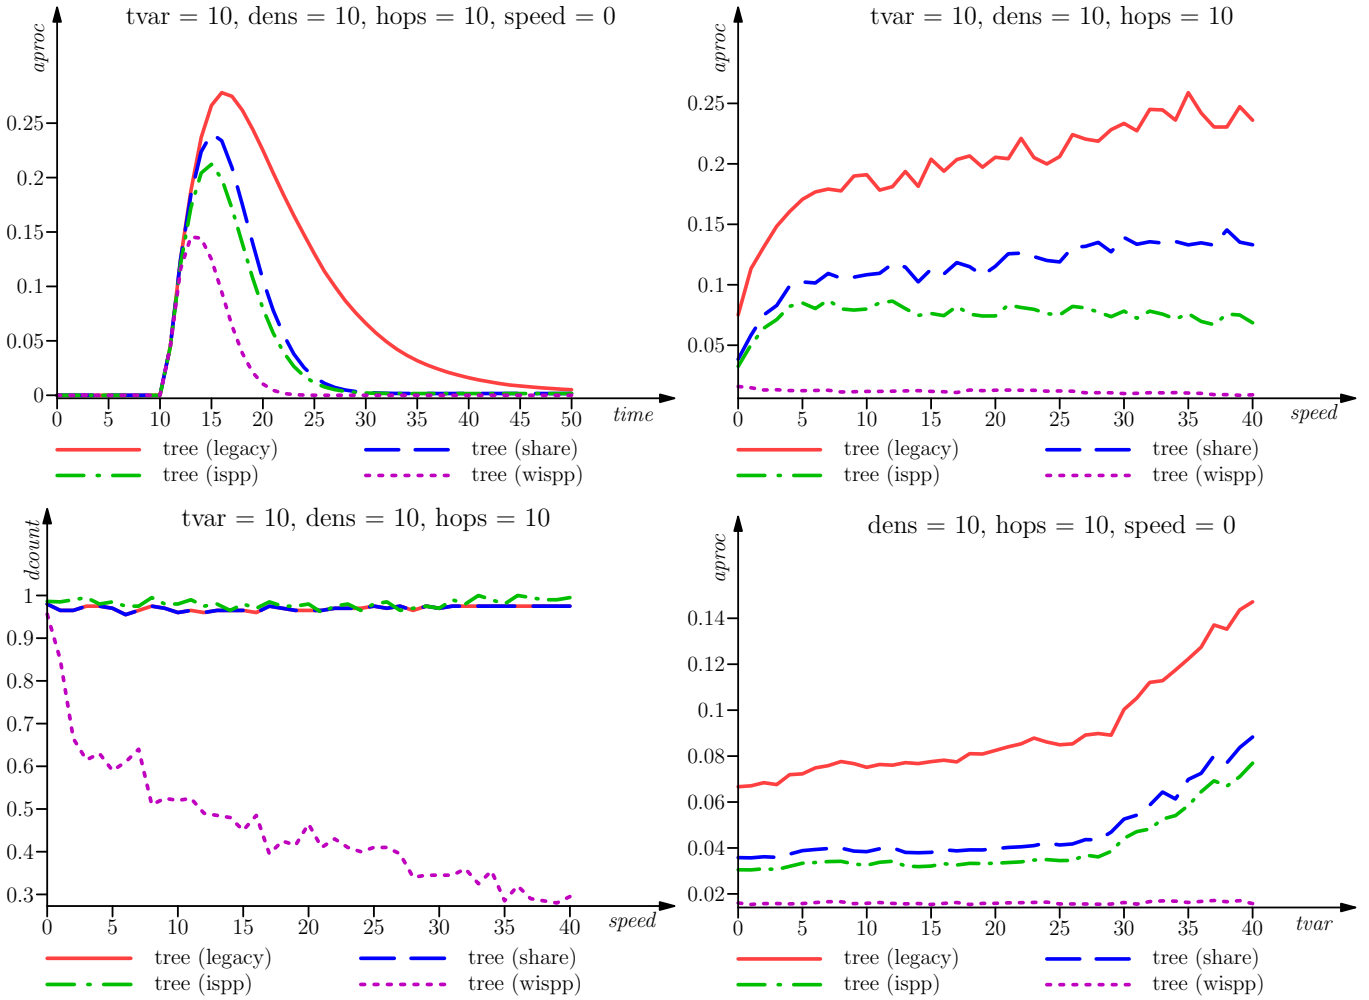 tvar = 10, dens = 10, hops = 10, speed = 0
aproc
0.25
0.2
0.15
0.1
0.05
0
0 5 10 15 20 25 30 35 40 45 50
time
tree (legacy) tree (share)
tree (ispp) tree (wispp)
tvar = 10, dens = 10, hops = 10
aproc
0.25
0.2
0.15
0.1
0.05
0 5 10 15 20 25 30 35 40
speed
tree (legacy) tree (share)
tree (ispp) tree (wispp)
tvar = 10, dens = 10, hops = 10
dcount
1
0.9
0.8
0.7
0.6
0.5
0.4
0.3
0 5 10 15 20 25 30 35 40
speed
tree (legacy) tree (share)
tree (ispp) tree (wispp)
dens = 10, hops = 10, speed = 0
aproc
0.14
0.12
0.1
0.08
0.06
0.04
0.02
0 5 10 15 20 25 30 35 40
tvar
tree (legacy) tree (share)
tree (ispp) tree (wispp)